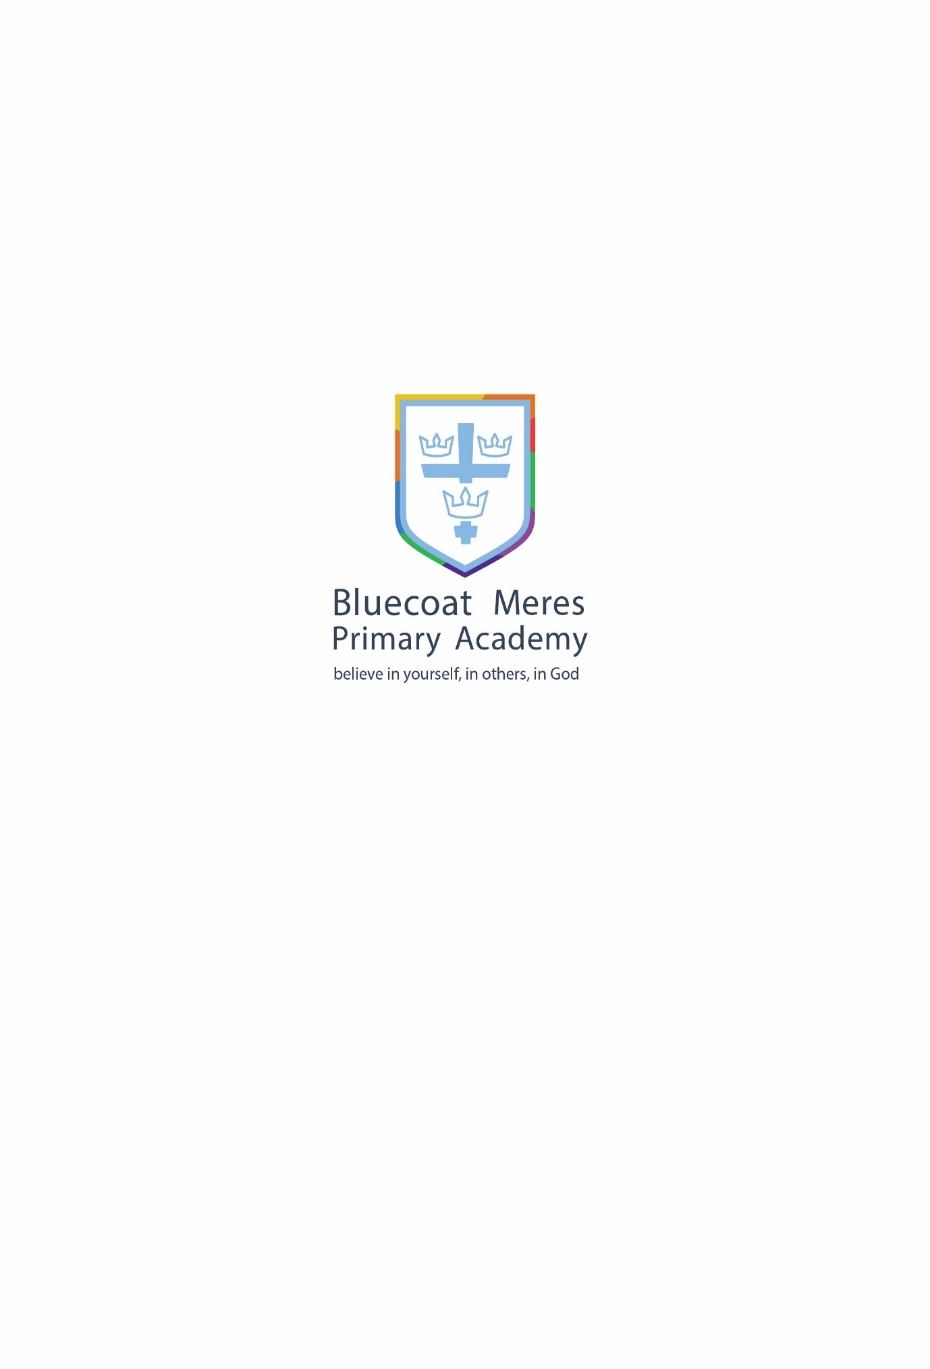 Bluecoat Meres
Primary Academy
believe in yourself, in others, in God